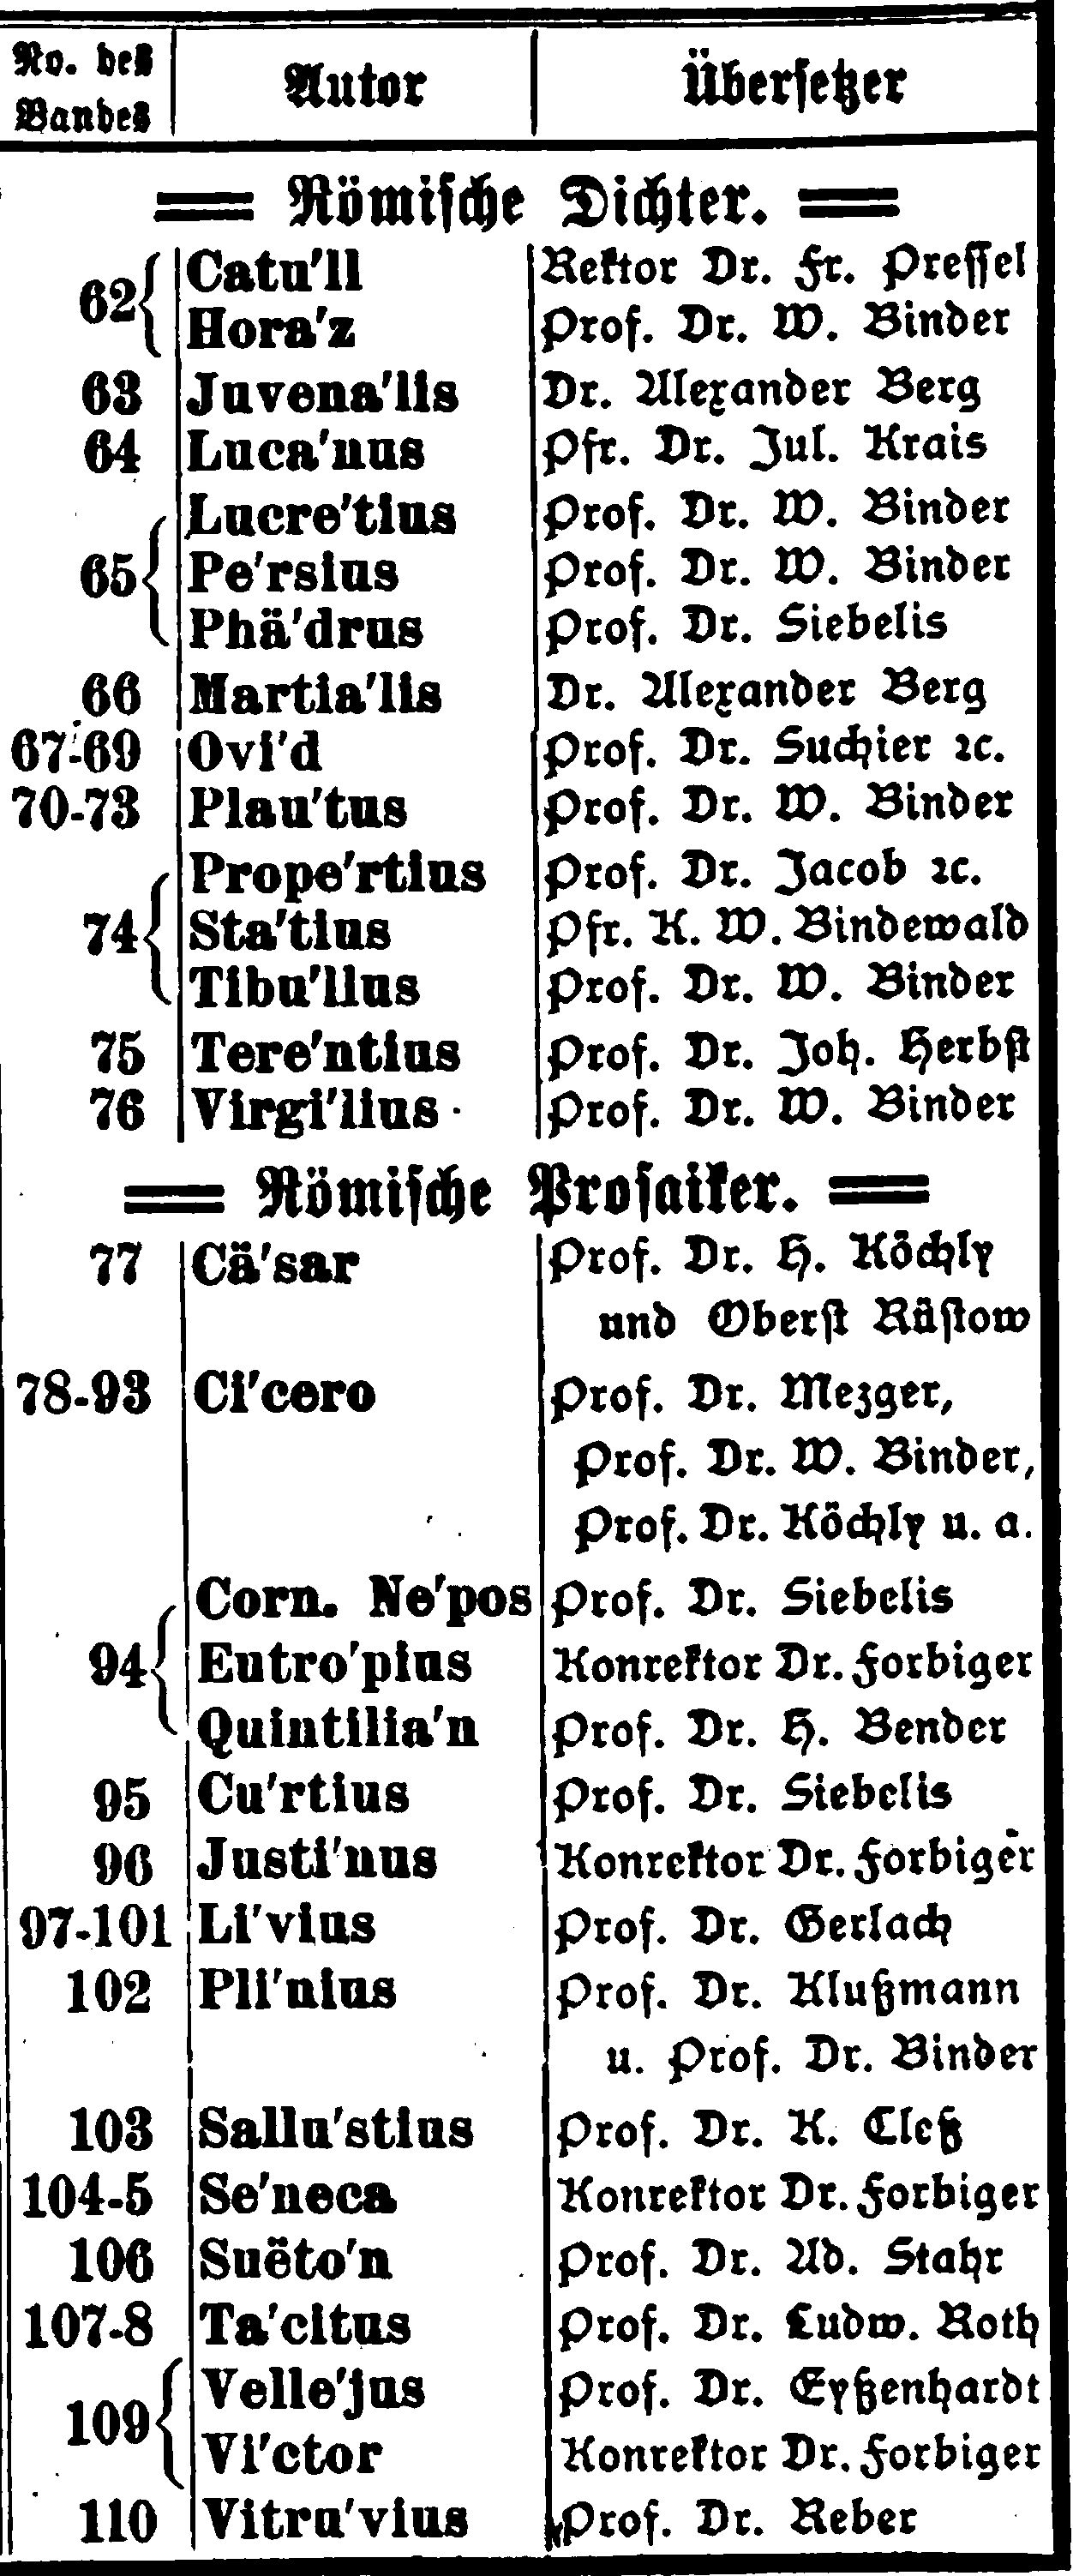 No. des Bandes Autor Übersetzer
Römische Dichter.
62 Catu'll Rektor Dr. Fr. Pressel
Hora'z Prof. Dr. W. Binder
63 Juvena'lis Dr. Alexander Berg
64 Luca'nus Pfr. Dr. Jul. Krais
Lucre'tius Prof. Dr. W. Binder
65 Pe'rsius Prof. Dr. W. Binder
Phä'drus Prof. Dr. Siebelis
66 Martia'lis Dr. Alexander Berg
67-69 Ovi'd Prof. Dr. Suchier ꝛc.
70-73 Plau'tus Prof. Dr. W. Binder
Prope'rtius Prof. Dr. Jacob ꝛc.
74 Sta'tius Pfr. K. W. Bindewald
Tibu'llus Prof. Dr. W. Binder
75 Tere'ntius Prof. Dr. Joh. Herbst
76 Virgi'lius Prof. Dr. W. Binder
Römische Prosaiker.
77 Cä'sar Prof. Dr. H. Köchly
und Oberst Rüstow
78-93 Ci'cero Prof. Dr. Mezger,
Prof. Dr. W. Binder,
Prof. Dr. Köchly u. a.
Corn. Ne'pos Prof. Dr. Siebelis
94 Eutro'pius Konrektor Dr. Forbiger
Quintilia'n Prof. Dr. H. Bender
95 Cu'rtius Prof. Dr. Siebelis
96 Justi'nus Konrektor Dr. Forbiger
97-101 Li'vius Prof. Dr. Gerlach
102 Pli'nius Prof. Dr. Klußmann
u. Prof. Dr. Binder
103 Sallu'stius Prof. Dr. K. Cleß
104-5 Se'neca Konrektor Dr. Forbiger
106 Suëto'n Prof. Dr. Ad. Stahr
107-8 Ta'citus Prof. Dr. Ludw. Roth
Velle'jus Prof. Dr. Eyßenhardt
109 Vi'ctor Konrektor Dr. Forbiger
110 Vitru'vius Prof. Dr. Reber